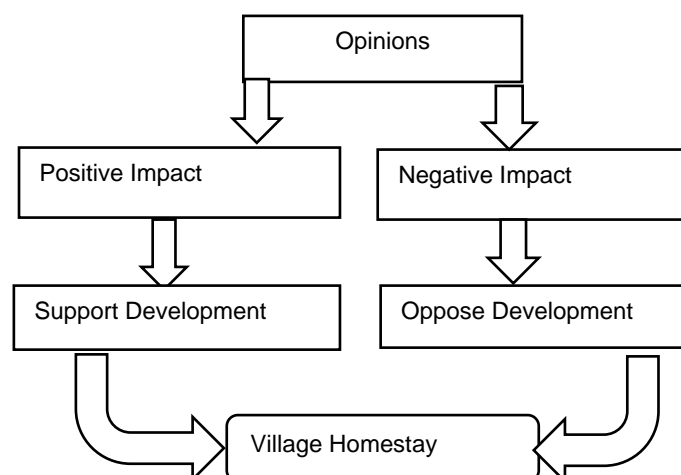 Opinions
Positive Impact
Negative Impact
Support Development
Oppose Development
Village Homestay